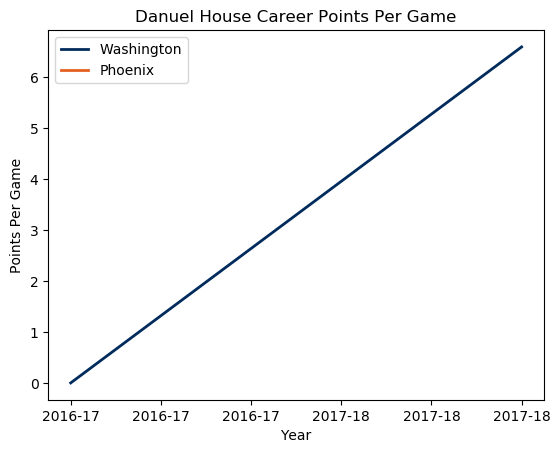 Danuel House Career Points Per Game
Washington
Phoenix
Points Per Game
6
5
4
3
2
1
0
2016-17 2016-17 2016-17 2017-18 2017-18 2017-18
Year